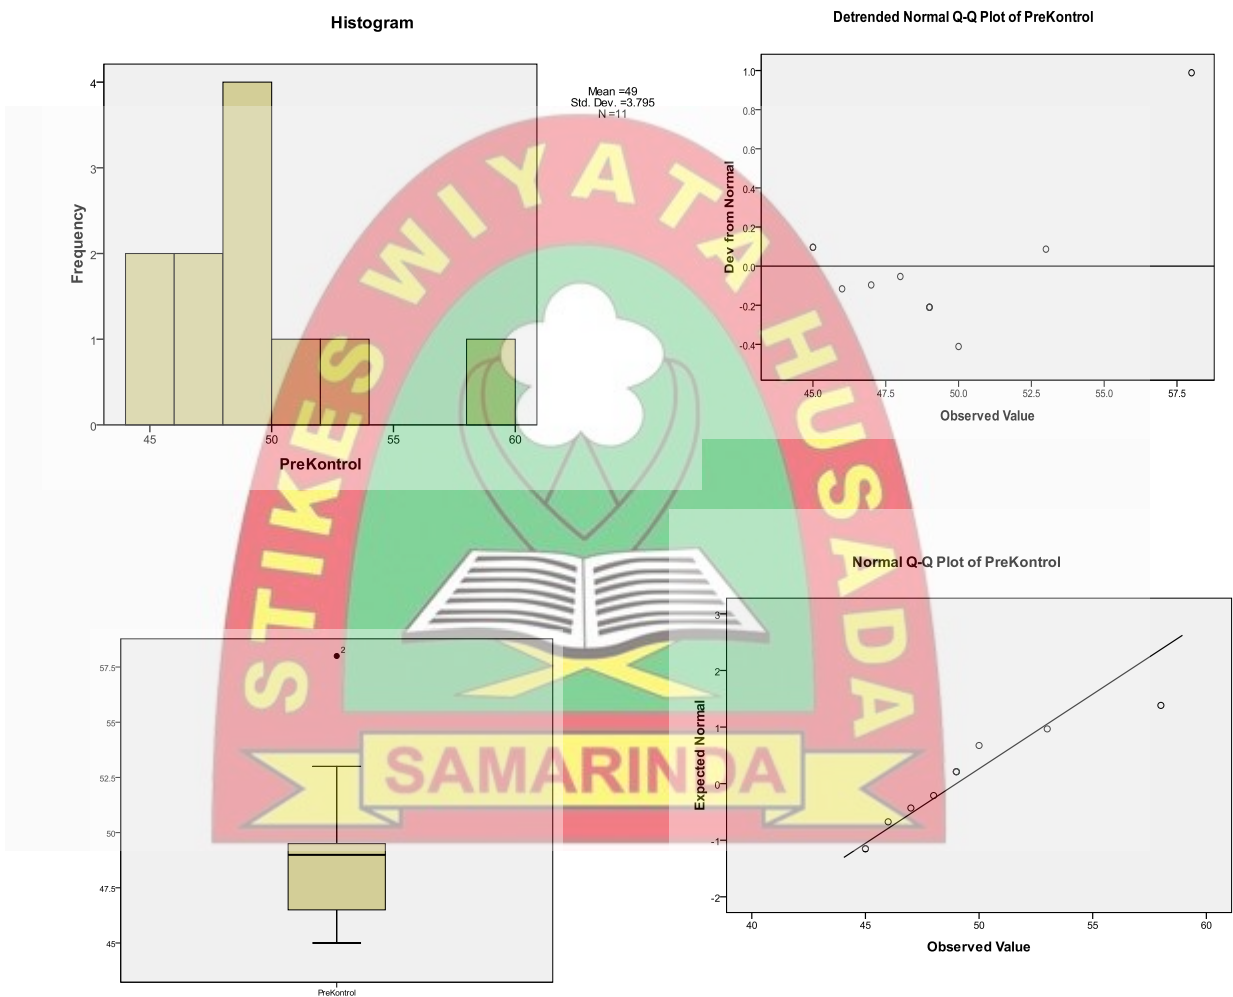 Histogram
Mean =49
Std. Dev. =3.795
N =11
Frequency
4
3
2
1
0
45
50
55
60
PreKontrol
Detrended Normal Q-Q Plot of PreKontrol
Dev from Normal
1.0
0.8
0.6
0.4
0.2
0.0
-0.2
-0.4
45.0
47.5
50.0
52.5
55.0
57.5
Observed Value
STIKES WIYATA HUSADA
SAMARINDA
57.5
55
52.5
50
47.5
45
2
PreKontrol
Normal Q-Q Plot of PreKontrol
Expected Normal
3
2
1
0
-1
-2
40
45
50
55
60
Observed Value